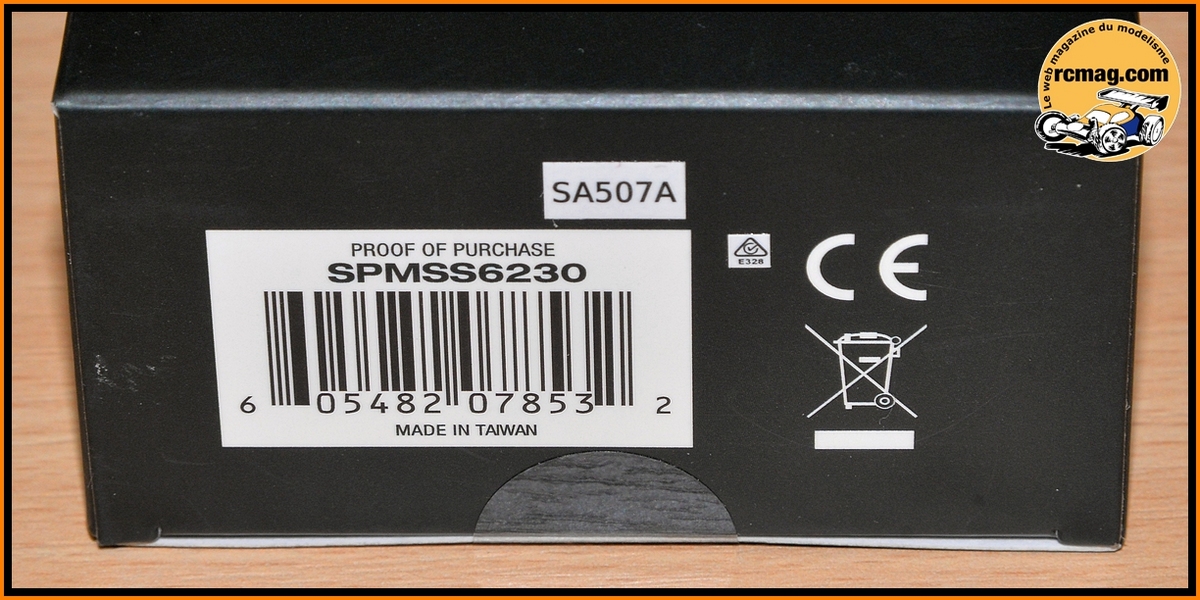 Le web magazine du modelisme
rcmag.com
SA507A
PROOF OF PURCHASE
SPMSS6230
6 05482 07853 2
MADE IN TAIWAN
E328
CE